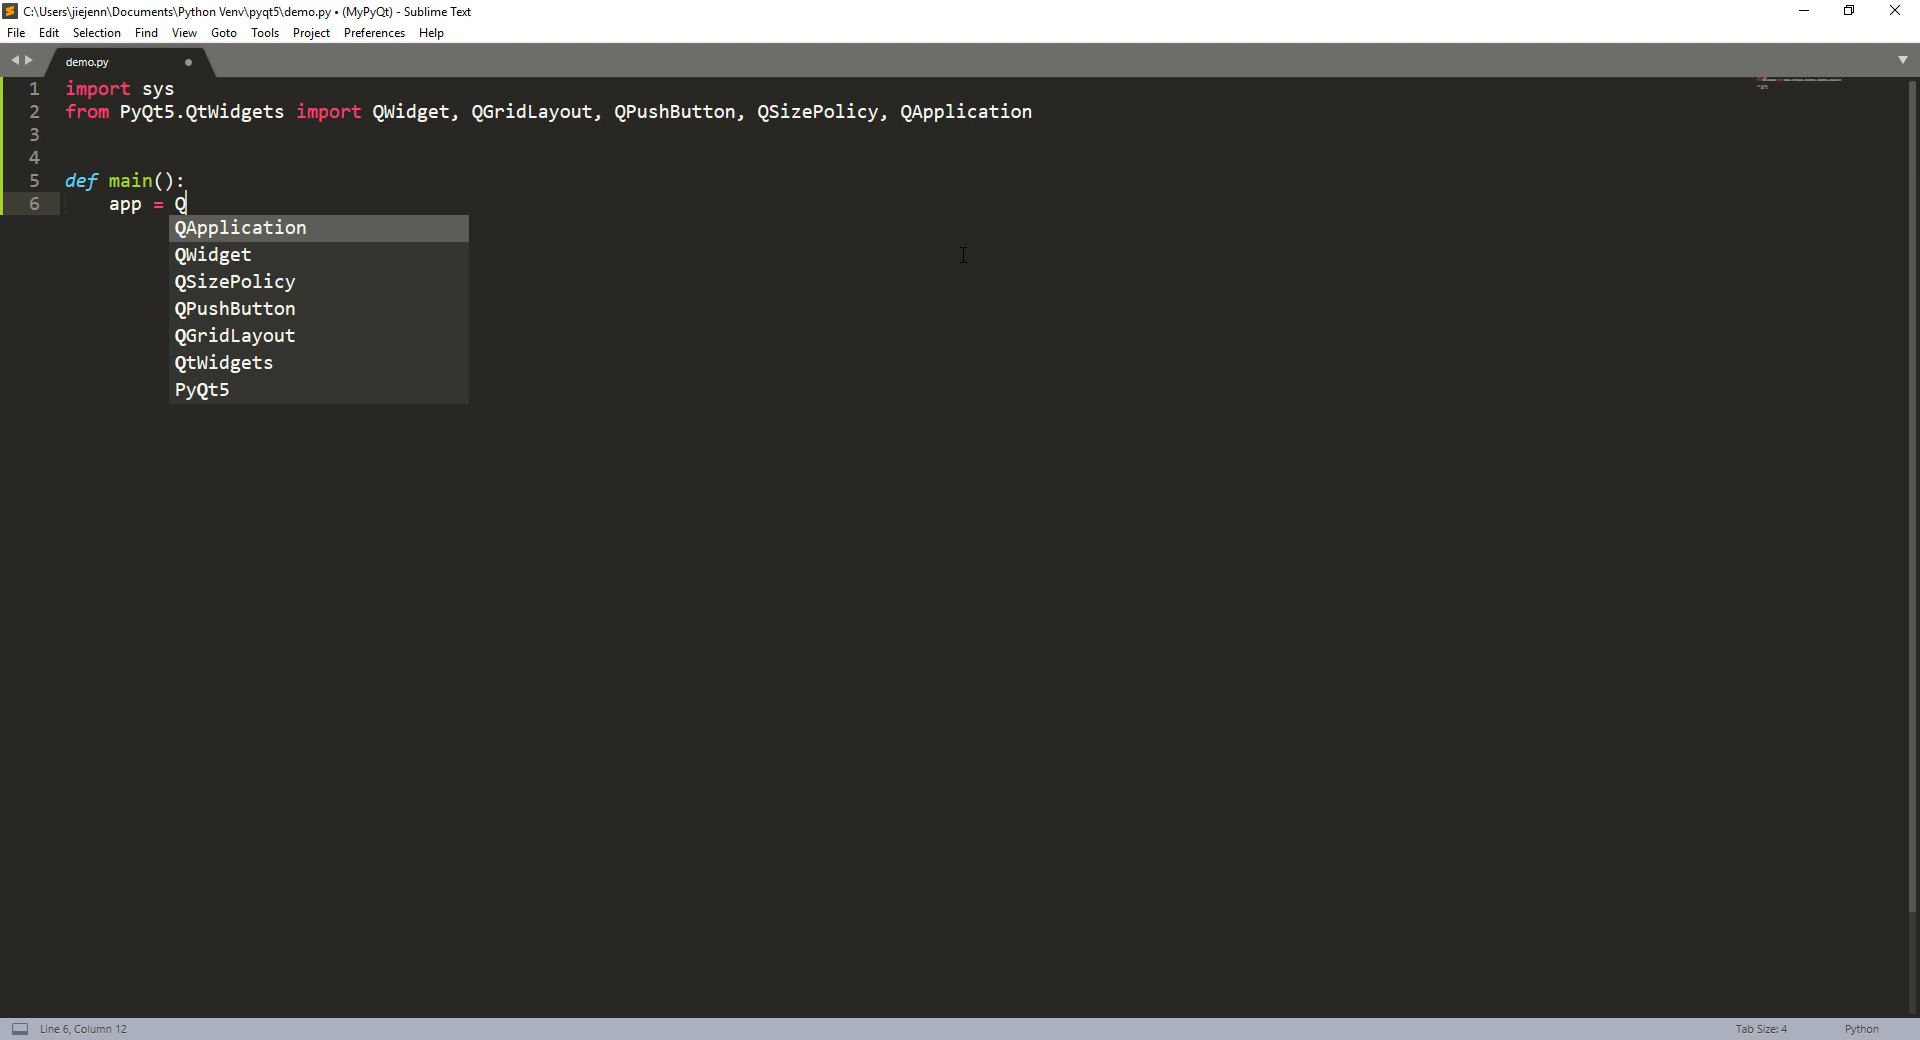 C:\Users\jiejenn\Documents\Python Venv\pyqt5\demo.py • (MyPyQt) - Sublime Text
File Edit Selection Find View Goto Tools Project Preferences Help
demo.py
1 import sys
2 from PyQt5.QtWidgets import QWidget, QGridLayout, QPushButton, QSizePolicy, QApplication
3
4
5 def main():
6     app = Q
QApplication
QWidget
QSizePolicy
QPushButton
QGridLayout
QtWidgets
PyQt5
Line 6, Column 12 Tab Size: 4 Python